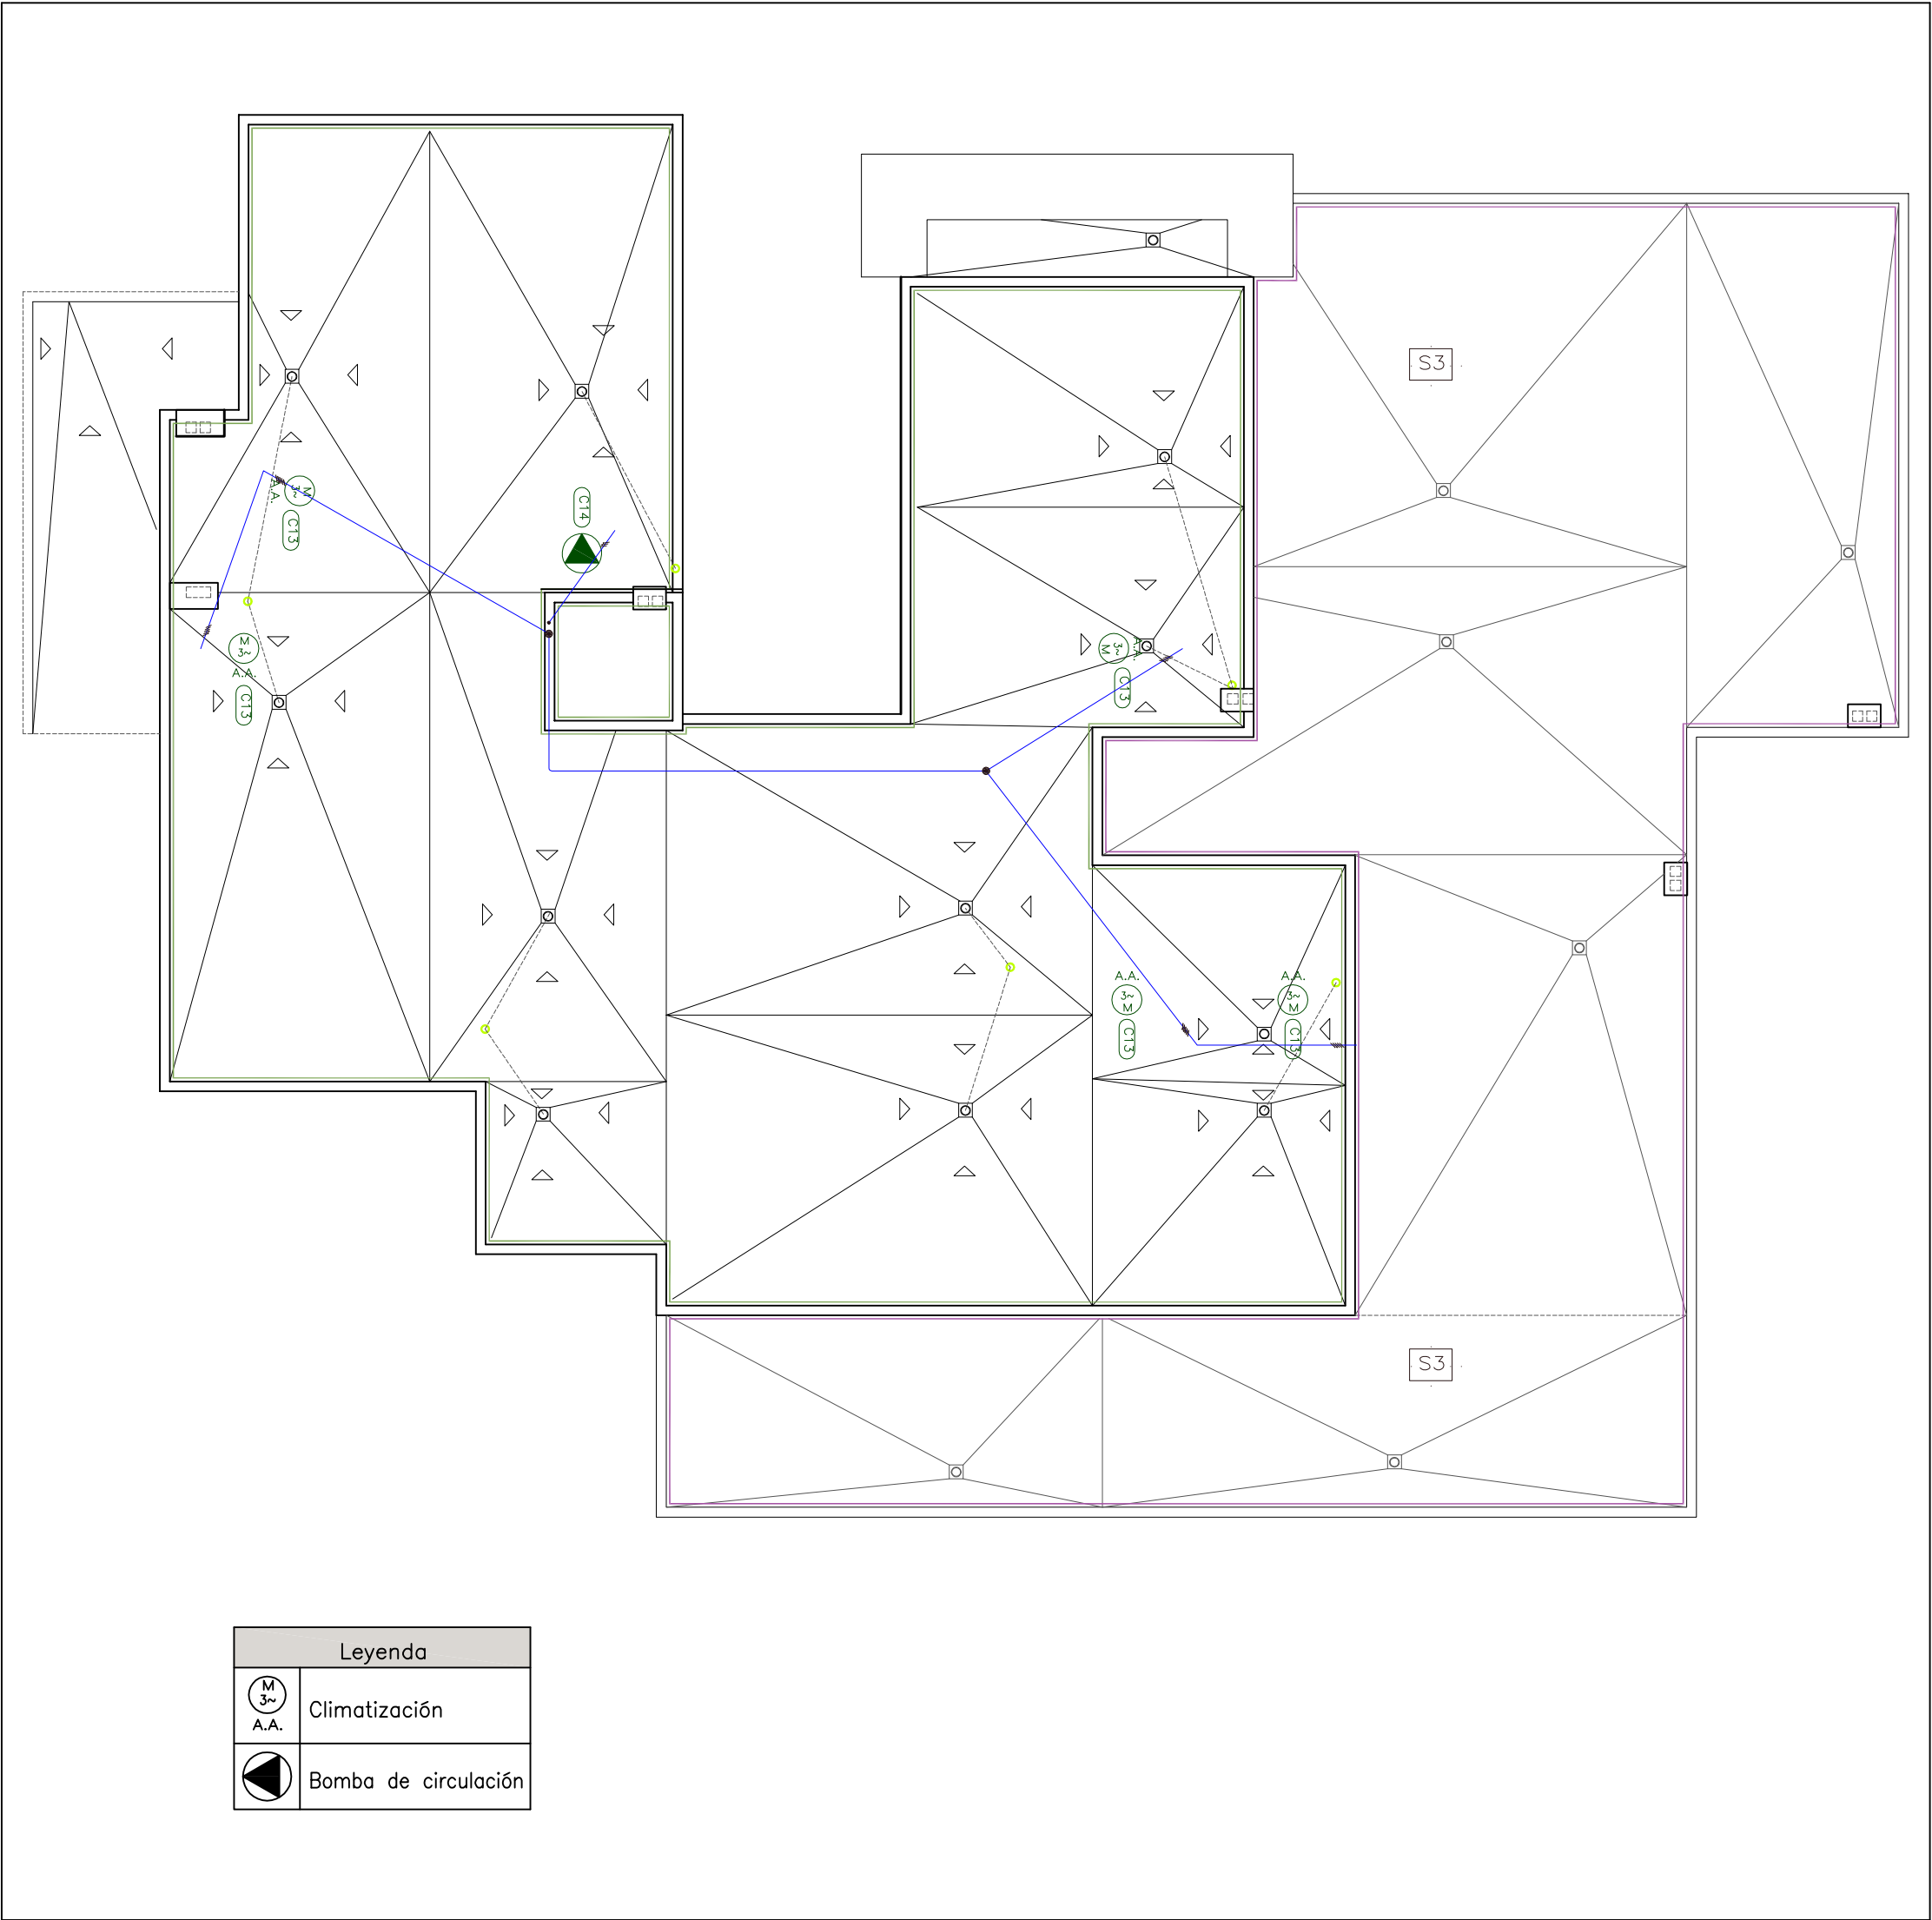 S3
C14
M
3~
A.A.
C13
M
3~
A.A.
C13
A.A.
3~
M
C13
A.A.
3~
M
C13
A.A.
3~
M
C13
S3
Leyenda
M
3~
A.A.
Climatización
Bomba de circulación